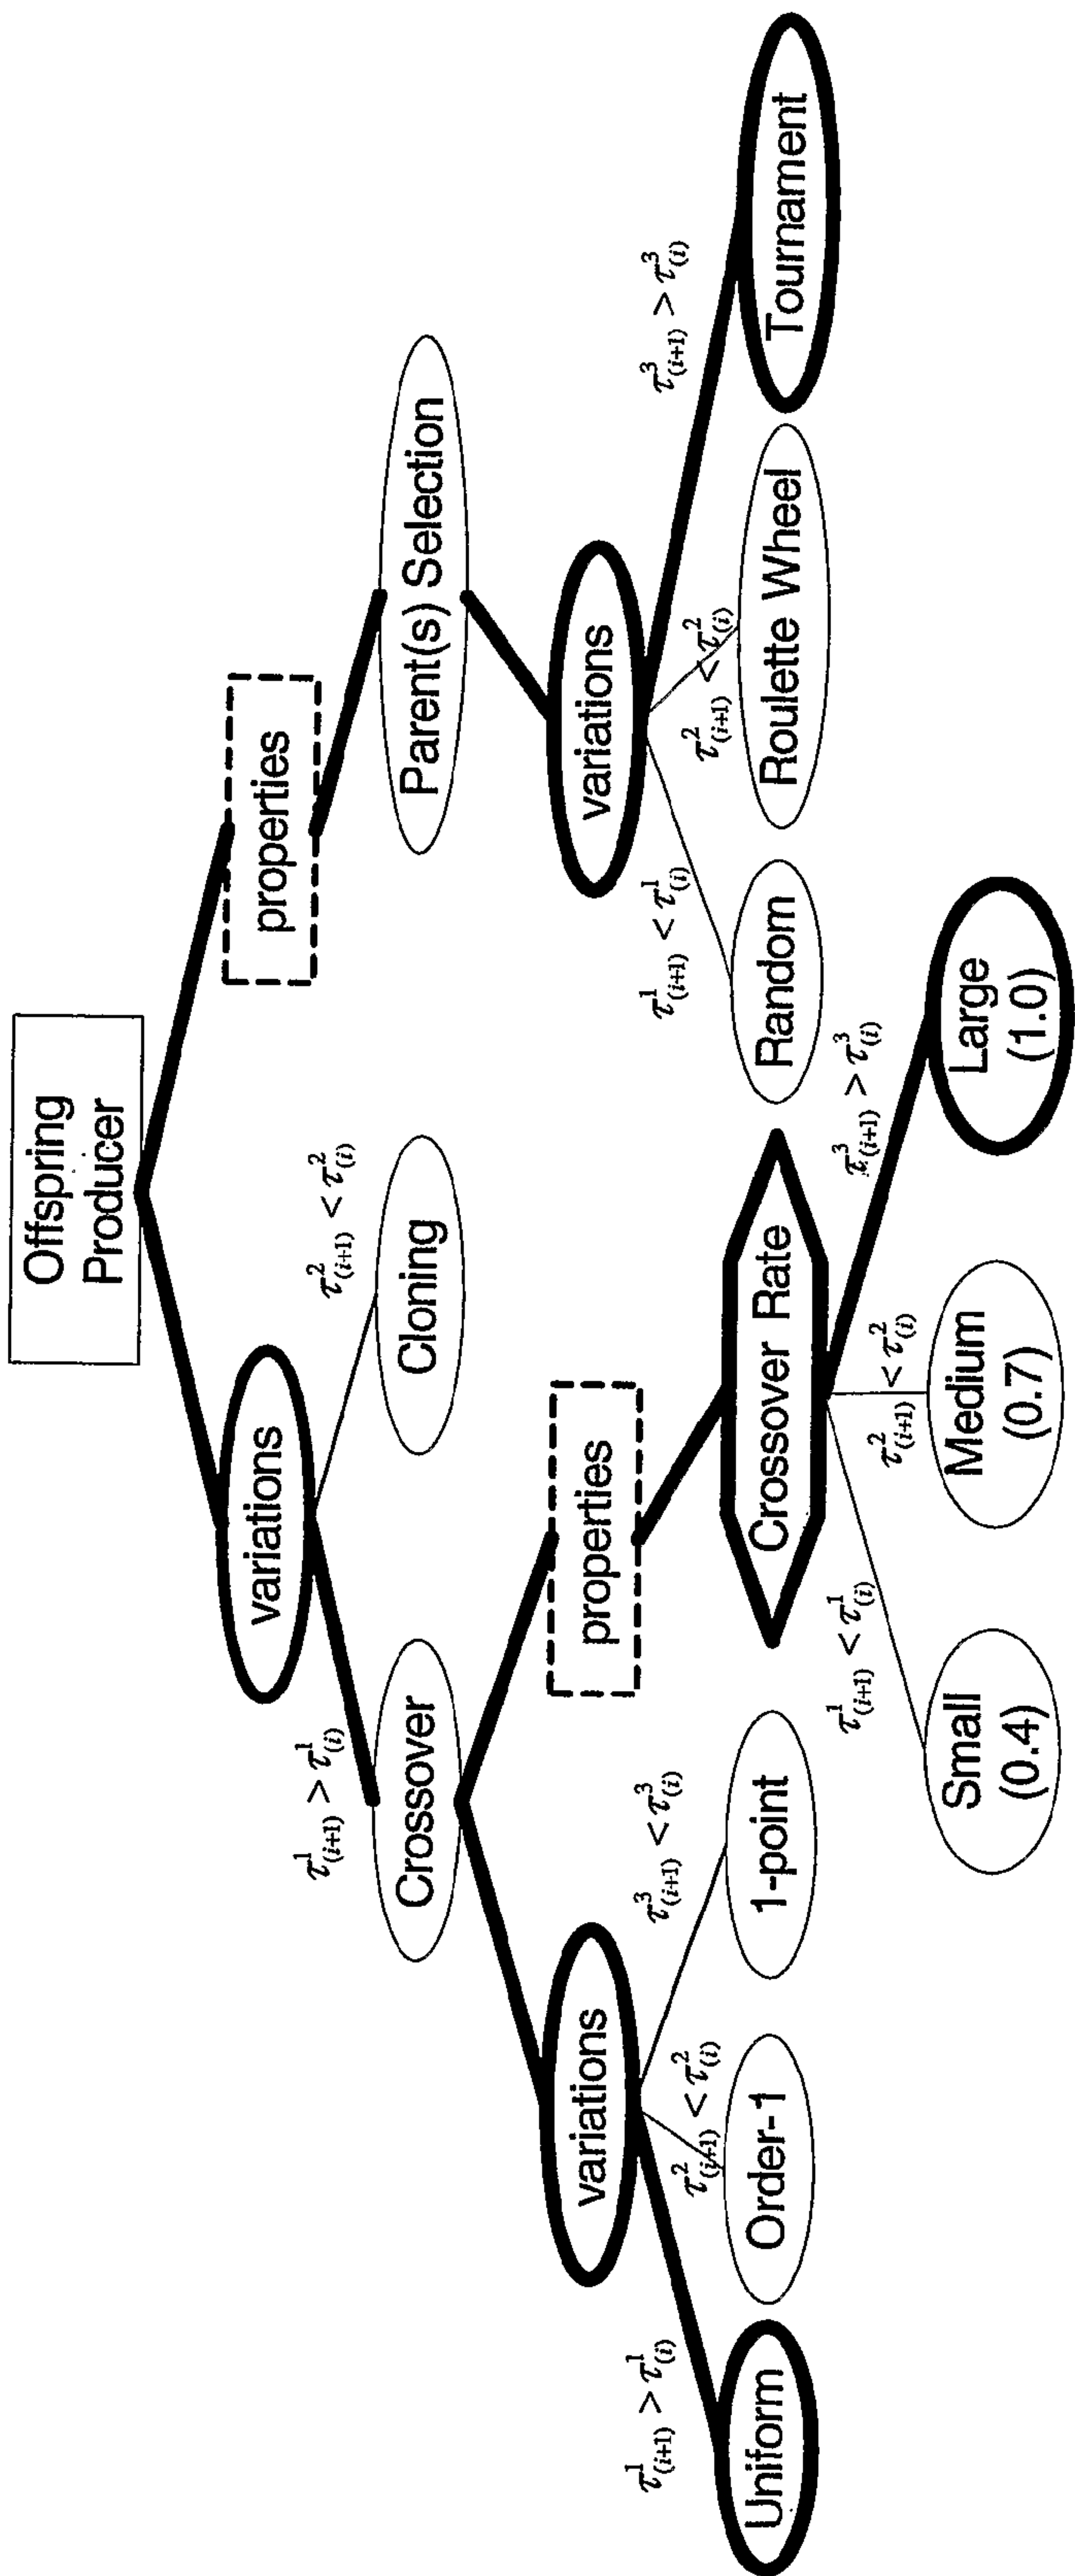 Offspring
Producer
variations
properties
τ¹₍ᵢ₊₁₎ > τ¹₍ᵢ₎
τ²₍ᵢ₊₁₎ < τ²₍ᵢ₎
Crossover
Cloning
Parent(s) Selection
variations
properties
variations
τ¹₍ᵢ₊₁₎ > τ¹₍ᵢ₎
τ²₍ᵢ₊₁₎ < τ²₍ᵢ₎
τ³₍ᵢ₊₁₎ < τ³₍ᵢ₎
τ¹₍ᵢ₊₁₎ < τ¹₍ᵢ₎
τ²₍ᵢ₊₁₎ < τ²₍ᵢ₎
τ³₍ᵢ₊₁₎ > τ³₍ᵢ₎
Uniform
Order-1
1-point
Crossover Rate
Random
Roulette Wheel
Tournament
τ¹₍ᵢ₊₁₎ < τ¹₍ᵢ₎
τ²₍ᵢ₊₁₎ < τ²₍ᵢ₎
τ³₍ᵢ₊₁₎ > τ³₍ᵢ₎
Small
(0.4)
Medium
(0.7)
Large
(1.0)